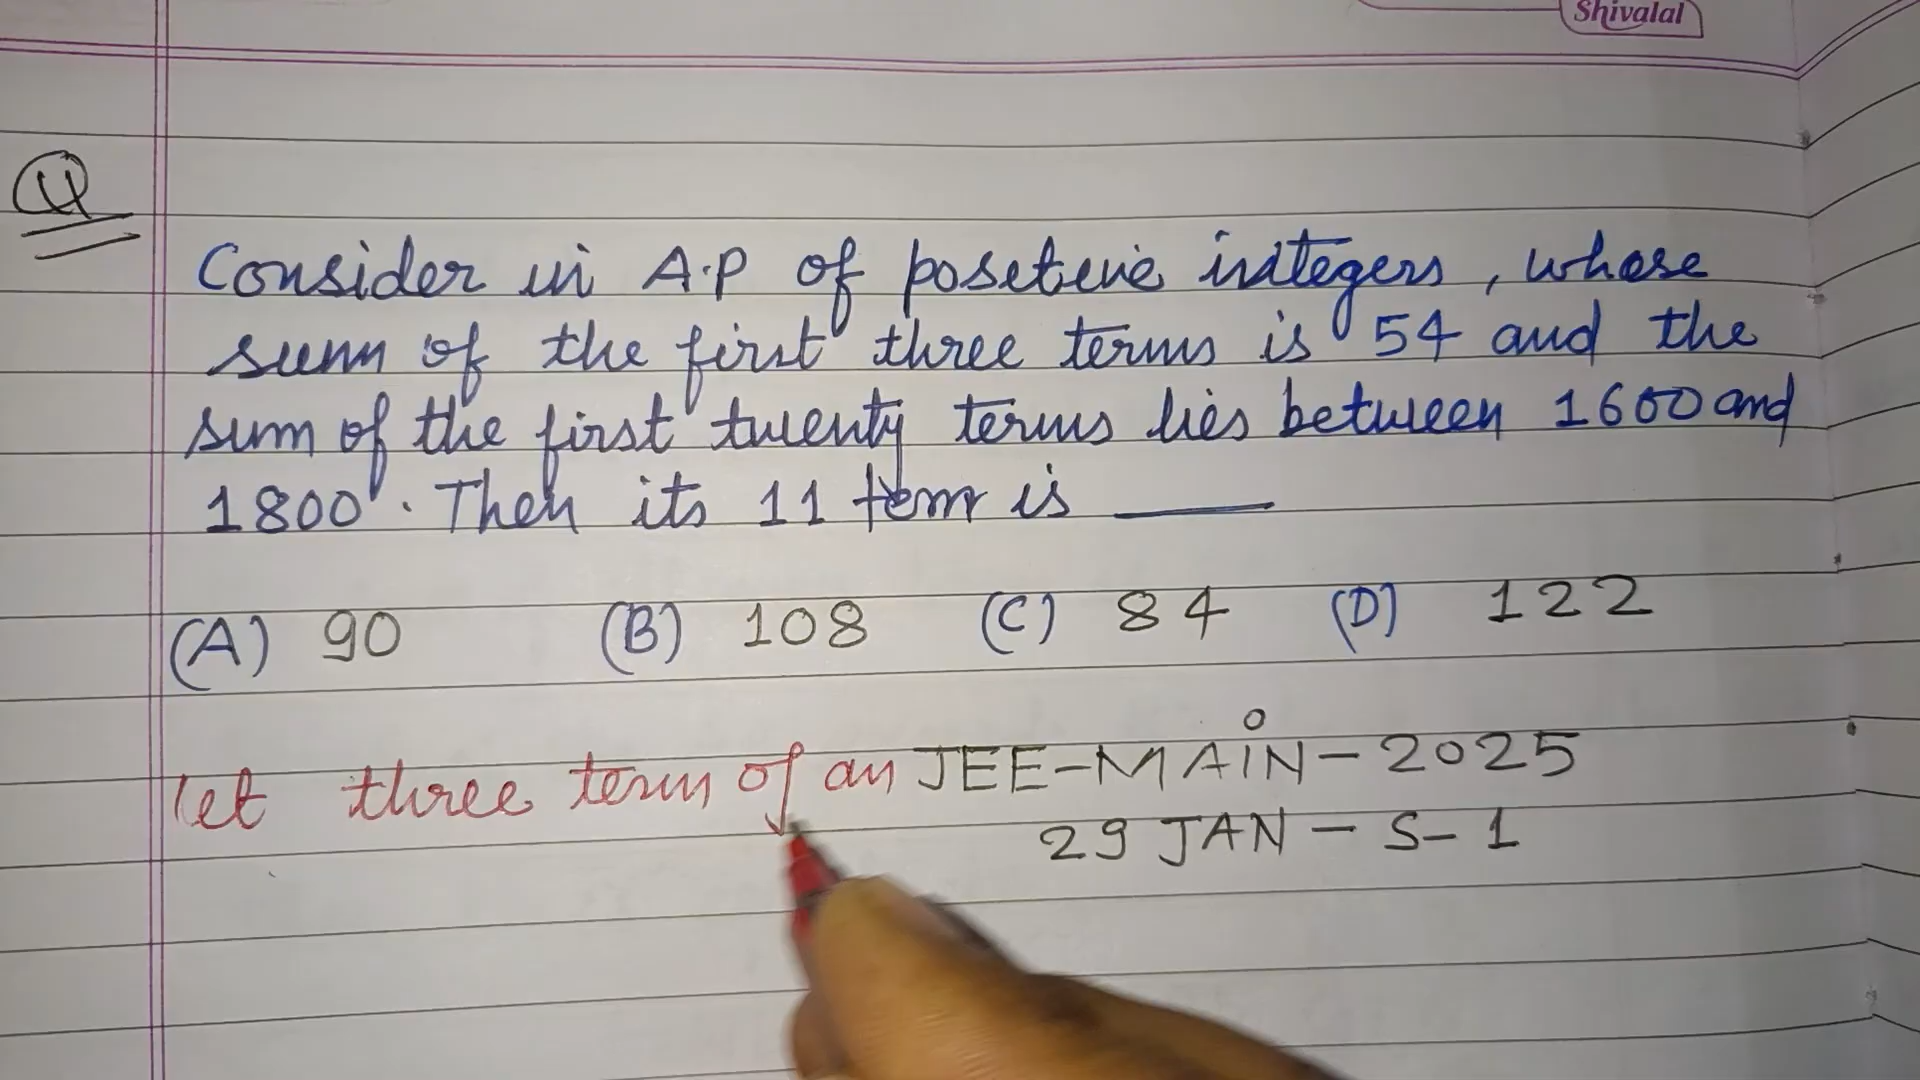 Shivalal
Q
Consider in A.P of posetive integers, whose
sum of the first three terms is 54 and the
sum of the first twenty terms lies between 1600 and
1800. Then its 11 term is ____
(A) 90 (B) 108 (C) 84 (D) 122
let three term of an JEE-MAIN-2025
29 JAN - S-1